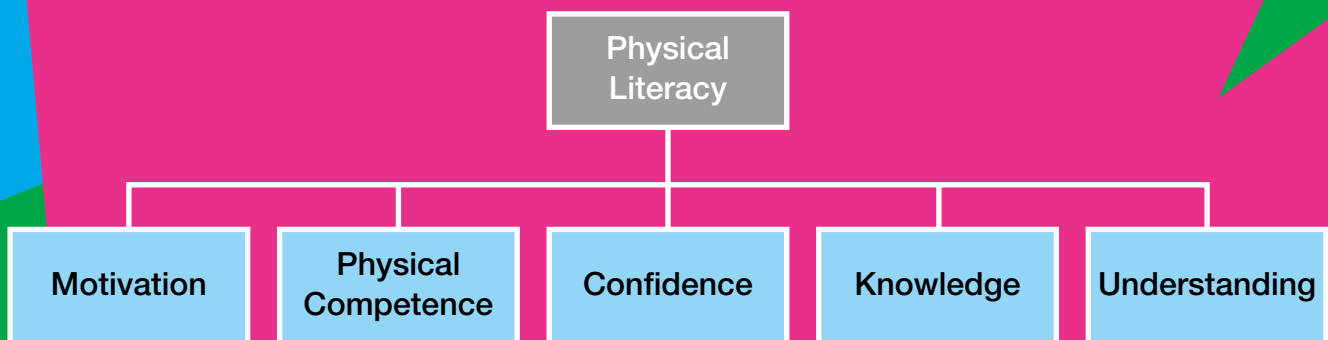 Physical
Literacy
Motivation
Physical
Competence
Confidence
Knowledge
Understanding